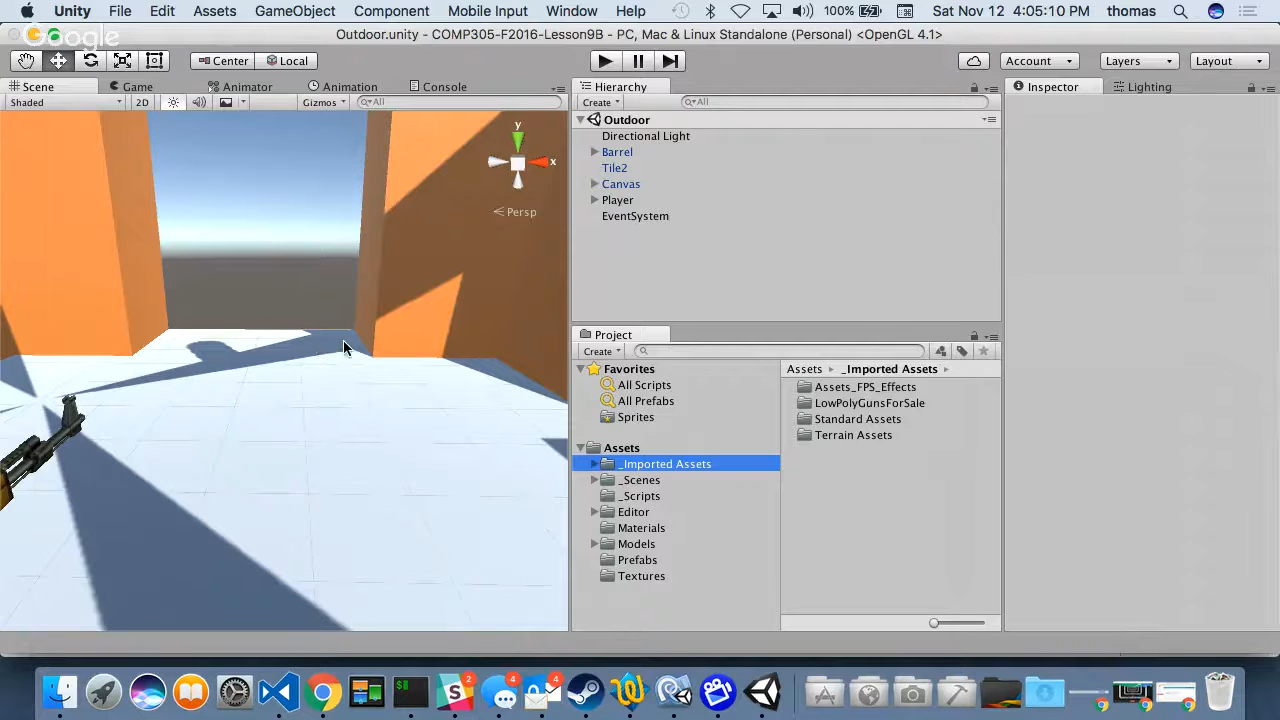 Unity File Edit Assets GameObject Component Mobile Input Window Help 100% Sat Nov 12 4:05:10 PM thomas
Google
Outdoor.unity - COMP305-F2016-Lesson9B - PC, Mac & Linux Standalone (Personal) <OpenGL 4.1>
Center Local Account Layers Layout
Scene Game Animator Animation Console
Shaded 2D Gizmos All
y
x
Persp
Hierarchy
Create All
Outdoor
Directional Light
Barrel
Tile2
Canvas
Player
EventSystem
Inspector Lighting
Project
Create
Favorites
All Scripts
All Prefabs
Sprites
Assets
_Imported Assets
_Scenes
_Scripts
Editor
Materials
Models
Prefabs
Textures
Assets _Imported Assets
Assets_FPS_Effects
LowPolyGunsForSale
Standard Assets
Terrain Assets
2 4 4